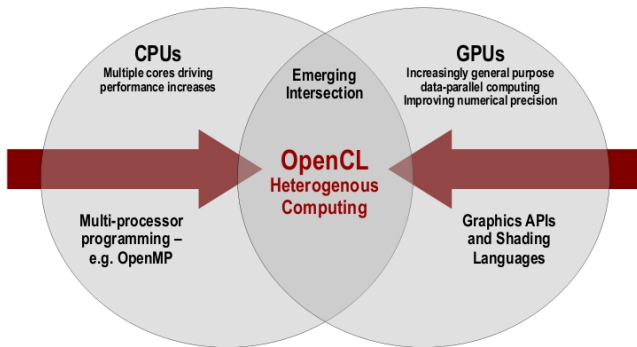 CPUs
Multiple cores driving
performance increases
Emerging
Intersection
GPUs
Increasingly general purpose
data-parallel computing
Improving numerical precision
OpenCL
Heterogenous
Computing
Multi-processor
programming –
e.g. OpenMP
Graphics APIs
and Shading
Languages